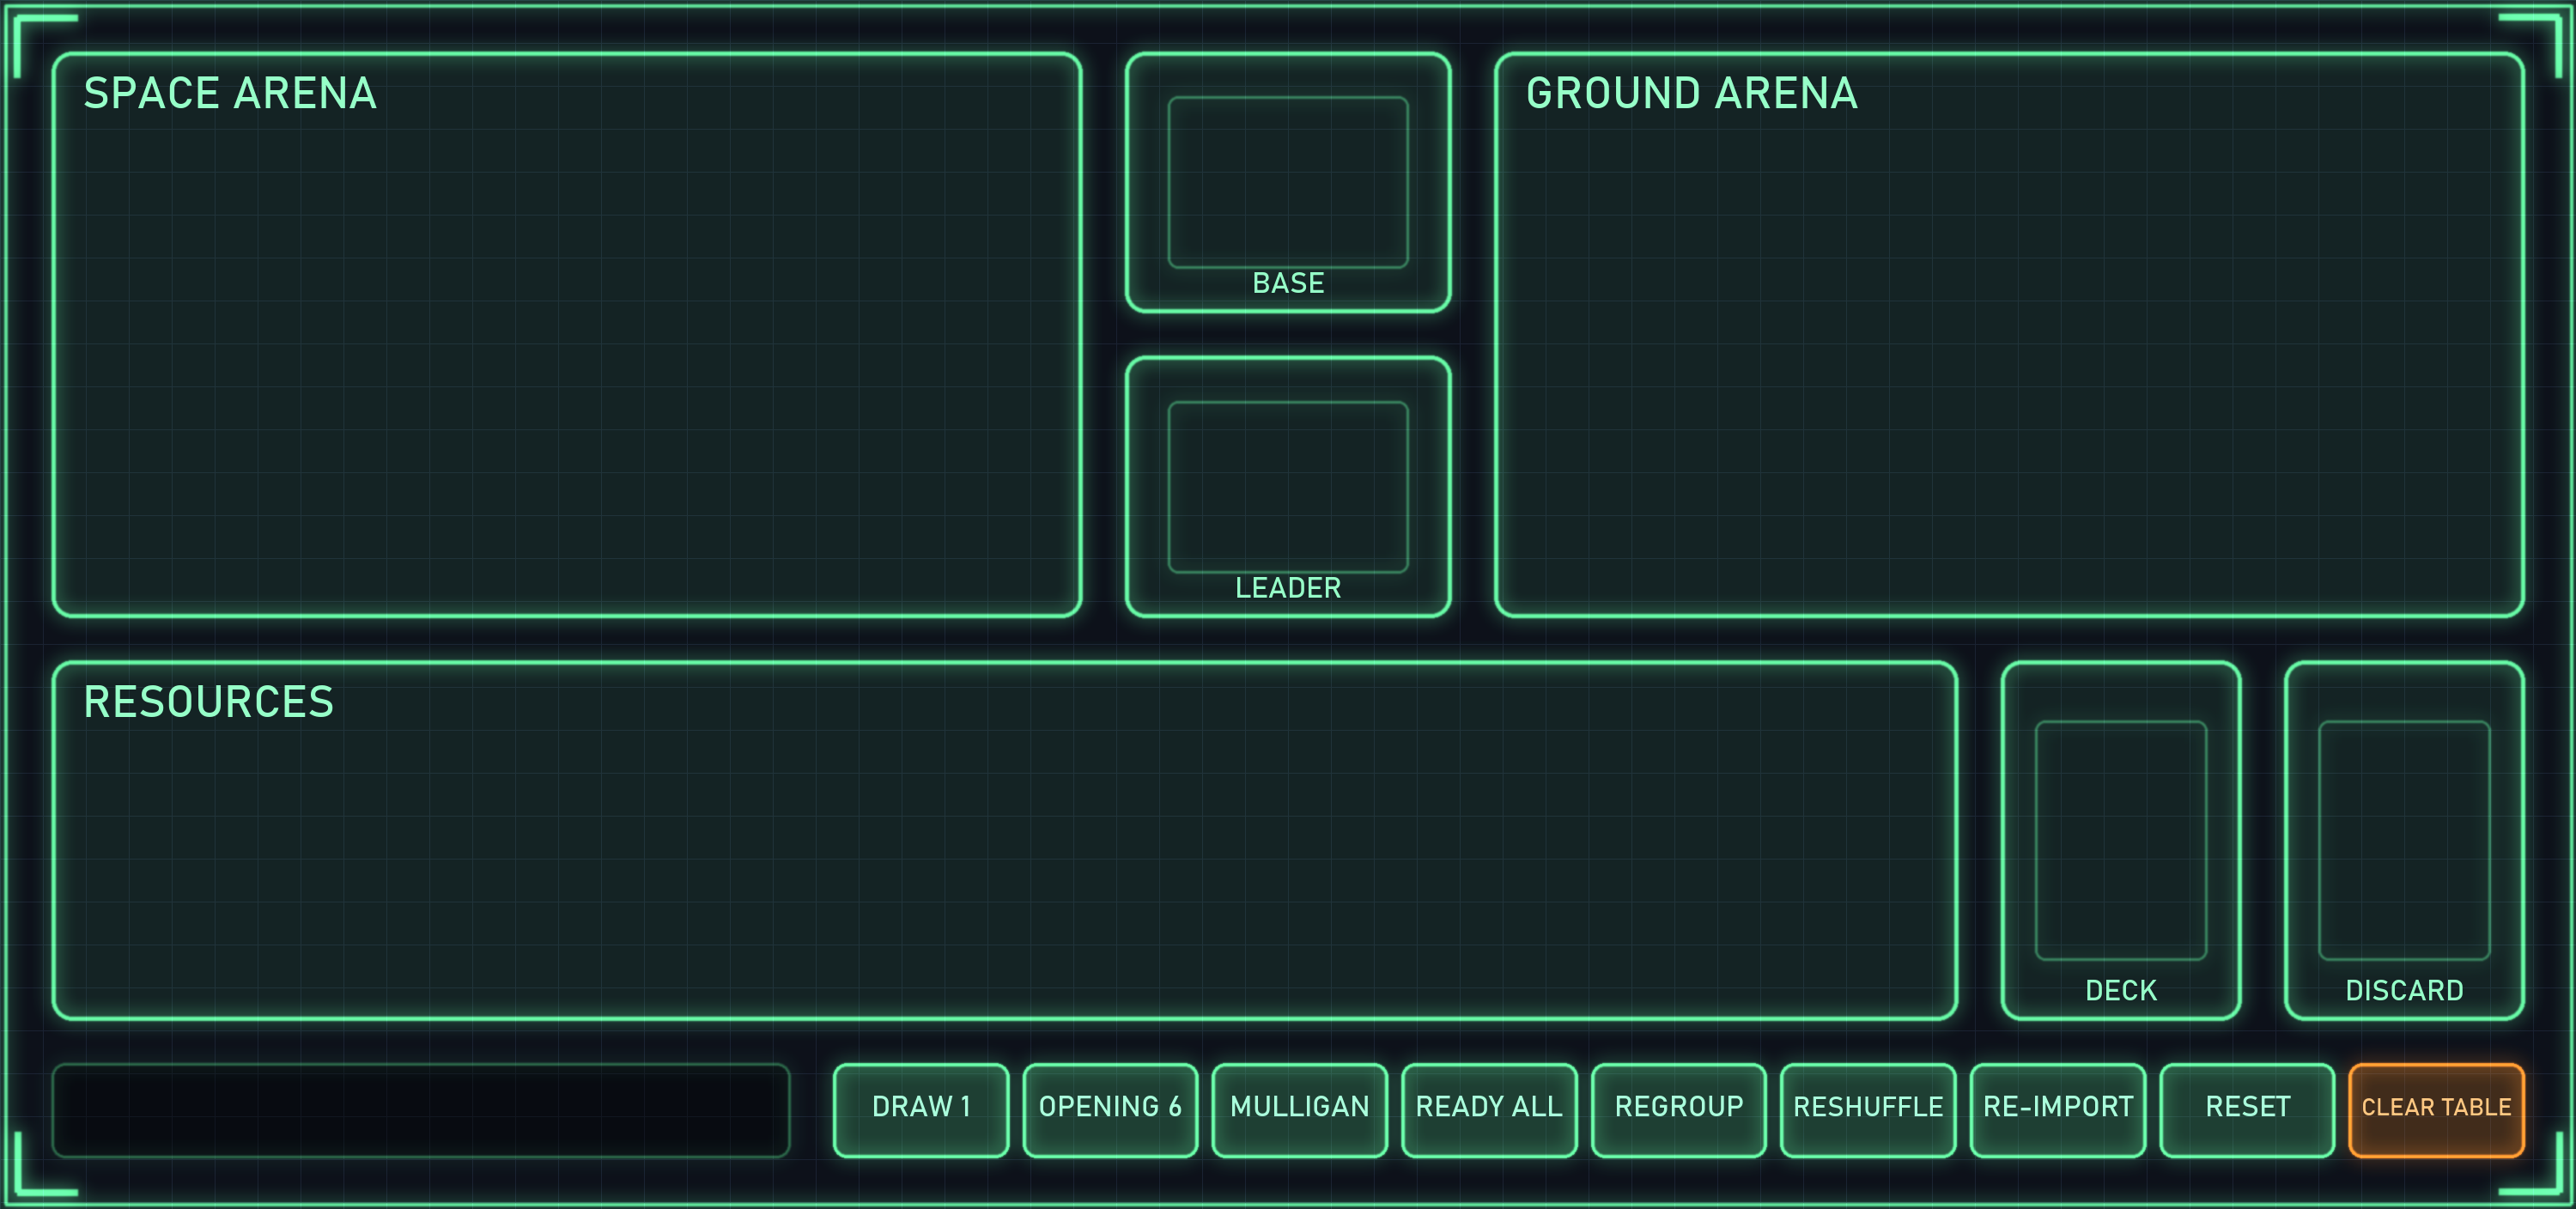 SPACE ARENA
BASE
GROUND ARENA
LEADER
RESOURCES
DECK
DISCARD
DRAW 1
OPENING 6
MULLIGAN
READY ALL
REGROUP
RESHUFFLE
RE-IMPORT
RESET
CLEAR TABLE